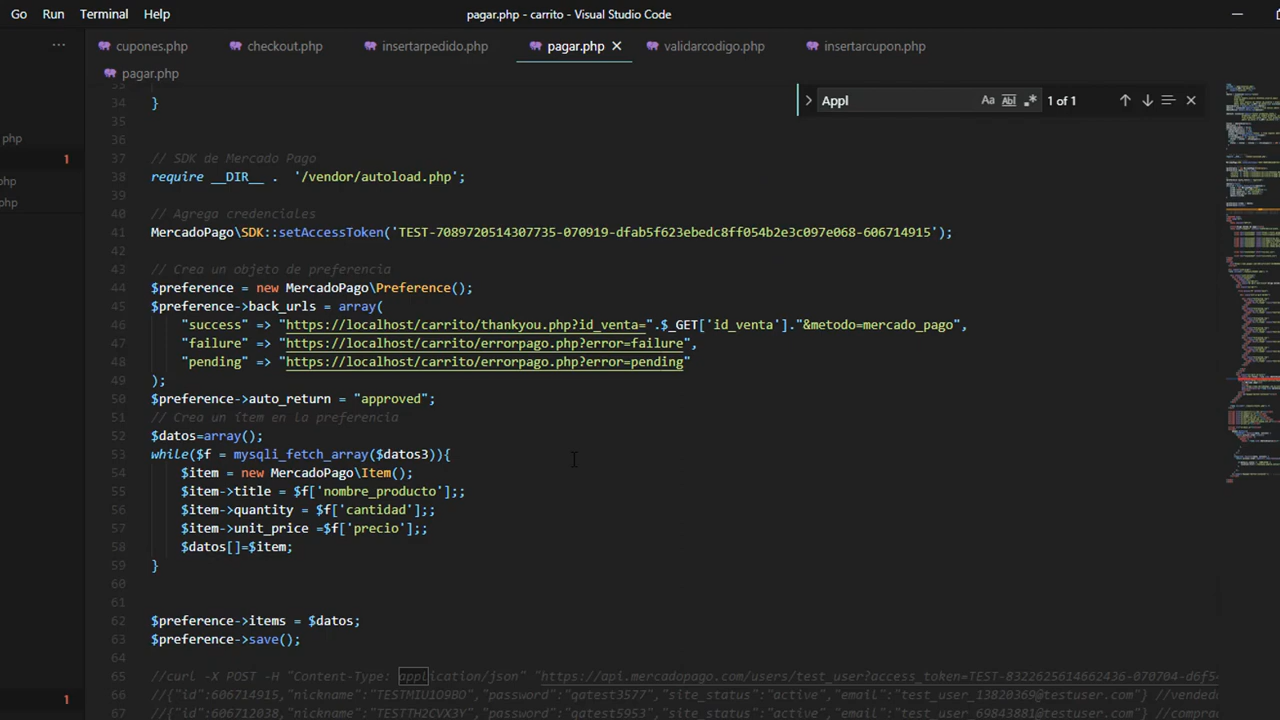 Go Run Terminal Help pagar.php - carrito - Visual Studio Code
cupones.php checkout.php insertarpedido.php pagar.php validarcodigo.php insertarcupon.php
pagar.php
Appl 1 of 1
34 }
35
36
php
37 // SDK de Mercado Pago
1
38 require __DIR__ . '/vendor/autoload.php';
php
39
php
40 // Agrega credenciales
41 MercadoPago\SDK::setAccessToken('TEST-7089720514307735-070919-dfab5f623ebedc8ff054b2e3c097e068-606714915');
42
43 // Crea un objeto de preferencia
44 $preference = new MercadoPago\Preference();
45 $preference->back_urls = array(
46 "success" => "https://localhost/carrito/thankyou.php?id_venta=".$_GET['id_venta']."&metodo=mercado_pago",
47 "failure" => "https://localhost/carrito/errorpago.php?error=failure",
48 "pending" => "https://localhost/carrito/errorpago.php?error=pending"
49 );
50 $preference->auto_return = "approved";
51 // Crea un ítem en la preferencia
52 $datos=array();
53 while($f = mysqli_fetch_array($datos3)){
54 $item = new MercadoPago\Item();
55 $item->title = $f['nombre_producto'];;
56 $item->quantity = $f['cantidad'];;
57 $item->unit_price =$f['precio'];;
58 $datos[]=$item;
59 }
60
61
62 $preference->items = $datos;
63 $preference->save();
64
65 //curl -X POST -H "Content-Type: application/json" "https://api.mercadopago.com/users/test_user?access_token=TEST-8322625614662436-070704-d6f5
66 //{"id":606714915,"nickname":"TESTMIU1O9BO","password":"qatest3577","site_status":"active","email":"test_user_13820369@testuser.com"} //vended
1
67 //{"id":606712038,"nickname":"TESTTH2CVX3Y","password":"qatest5953","site_status":"active","email":"test_user_69843881@testuser.com"} //compra